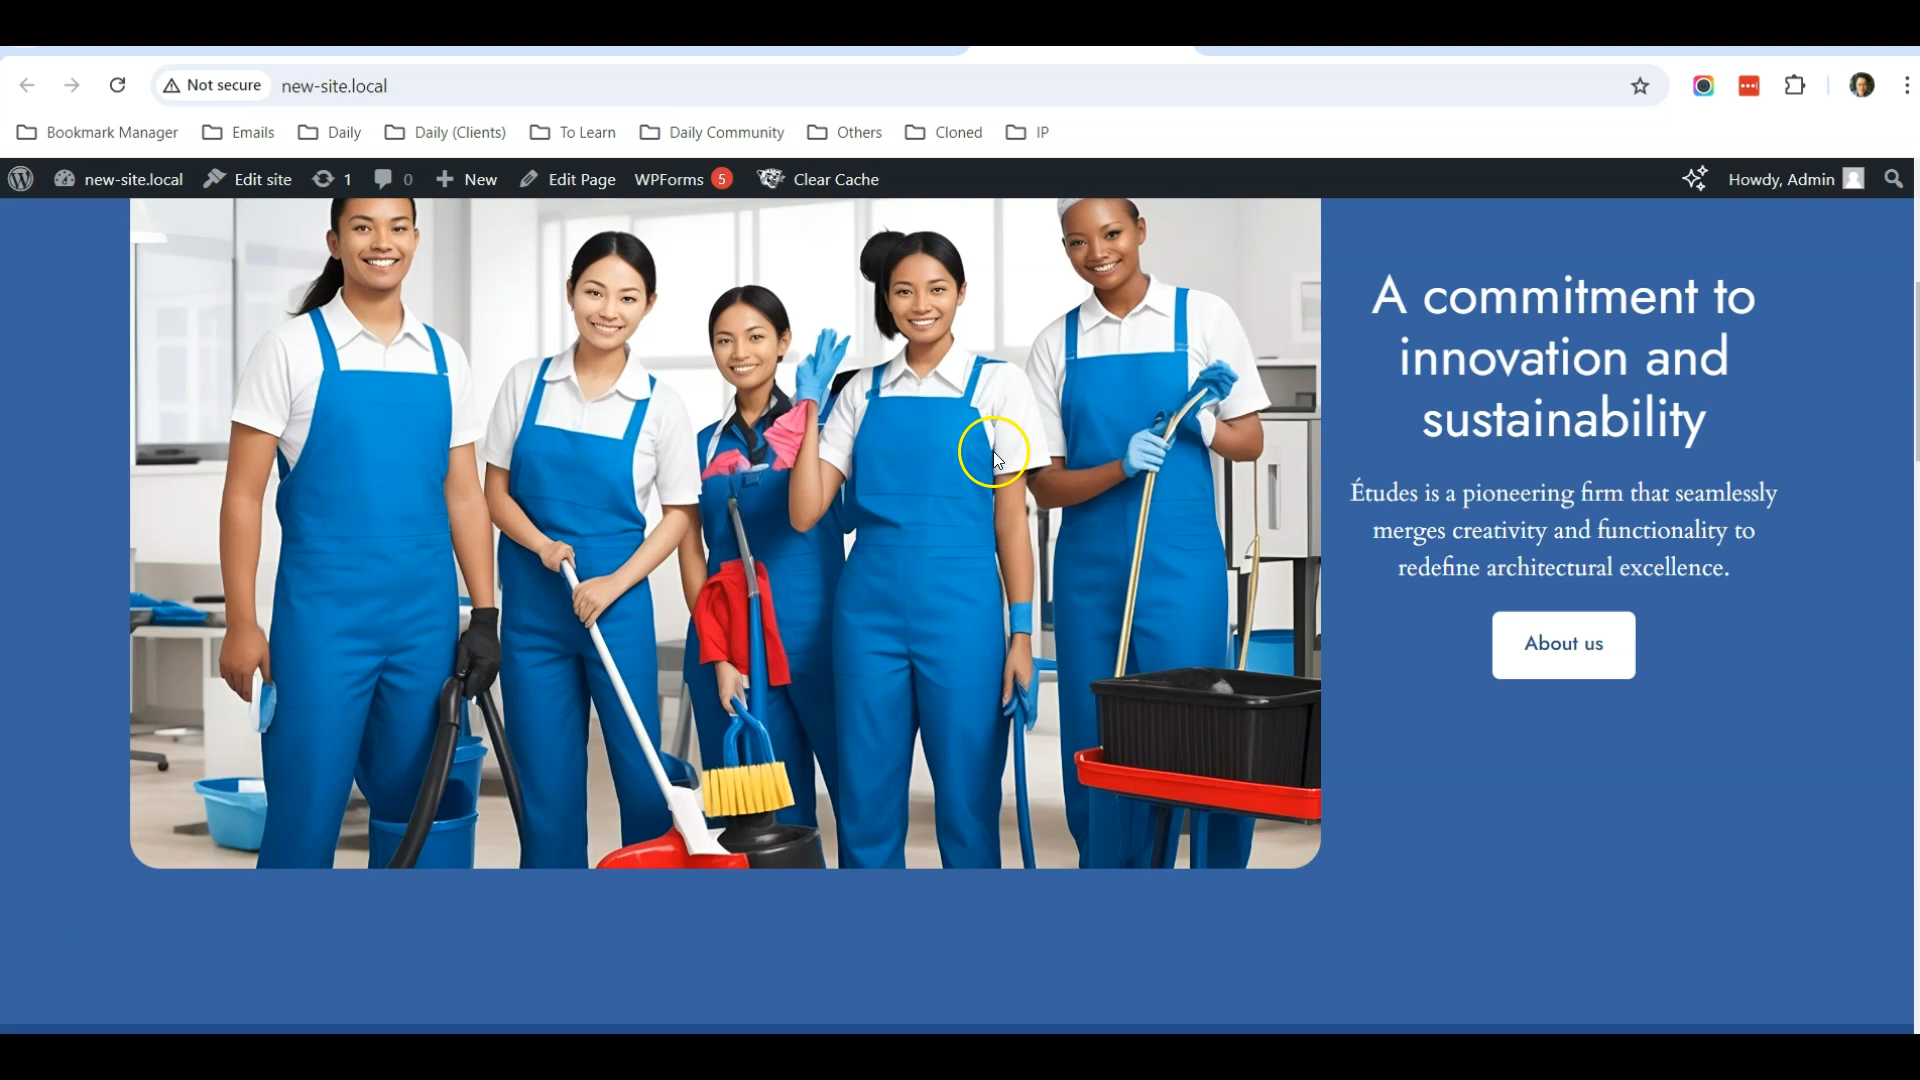 Not secure
new-site.local
Bookmark Manager
Emails
Daily
Daily (Clients)
To Learn
Daily Community
Others
Cloned
IP
new-site.local
Edit site
1
0
New
Edit Page
WPForms 5
Clear Cache
Howdy, Admin
A commitment to
innovation and
sustainability
Études is a pioneering firm that seamlessly
merges creativity and functionality to
redefine architectural excellence.
About us